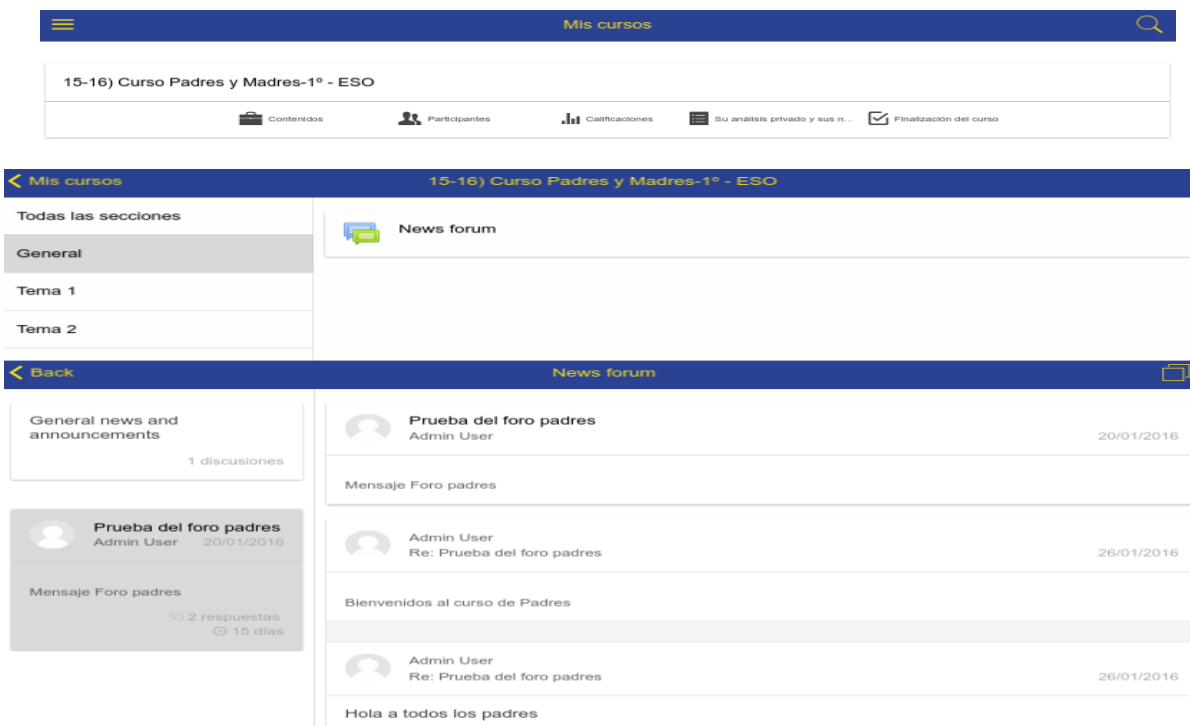 Mis cursos
15-16) Curso Padres y Madres-1º - ESO
Contenidos Participantes Calificaciones Su análisis privado y sus n... Finalización del curso
Mis cursos 15-16) Curso Padres y Madres-1º - ESO
Todas las secciones
General
Tema 1
Tema 2
News forum
Back News forum
General news and
announcements
1 discusiones
Prueba del foro padres
Admin User 20/01/2016
Mensaje Foro padres
2 respuestas
15 días
Prueba del foro padres
Admin User 20/01/2016
Mensaje Foro padres
Admin User
Re: Prueba del foro padres 26/01/2016
Bienvenidos al curso de Padres
Admin User
Re: Prueba del foro padres 26/01/2016
Hola a todos los padres